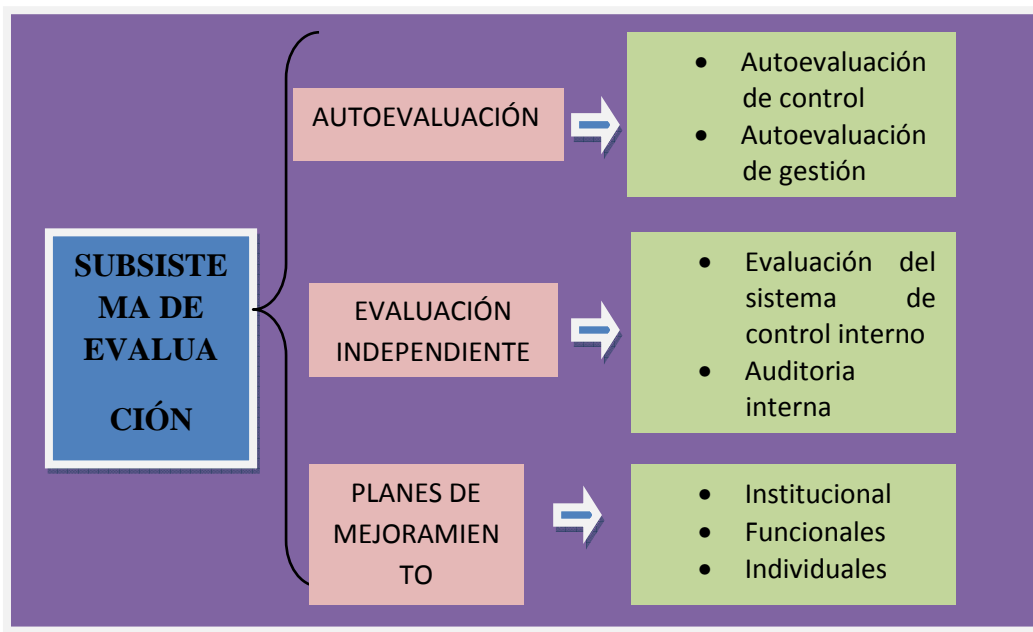 SUBSISTE
MA DE
EVALUA
CIÓN
AUTOEVALUACIÓN
• Autoevaluación
de control
• Autoevaluación
de gestión
EVALUACIÓN
INDEPENDIENTE
• Evaluación del
sistema de
control interno
• Auditoria
interna
PLANES DE
MEJORAMIEN
TO
• Institucional
• Funcionales
• Individuales